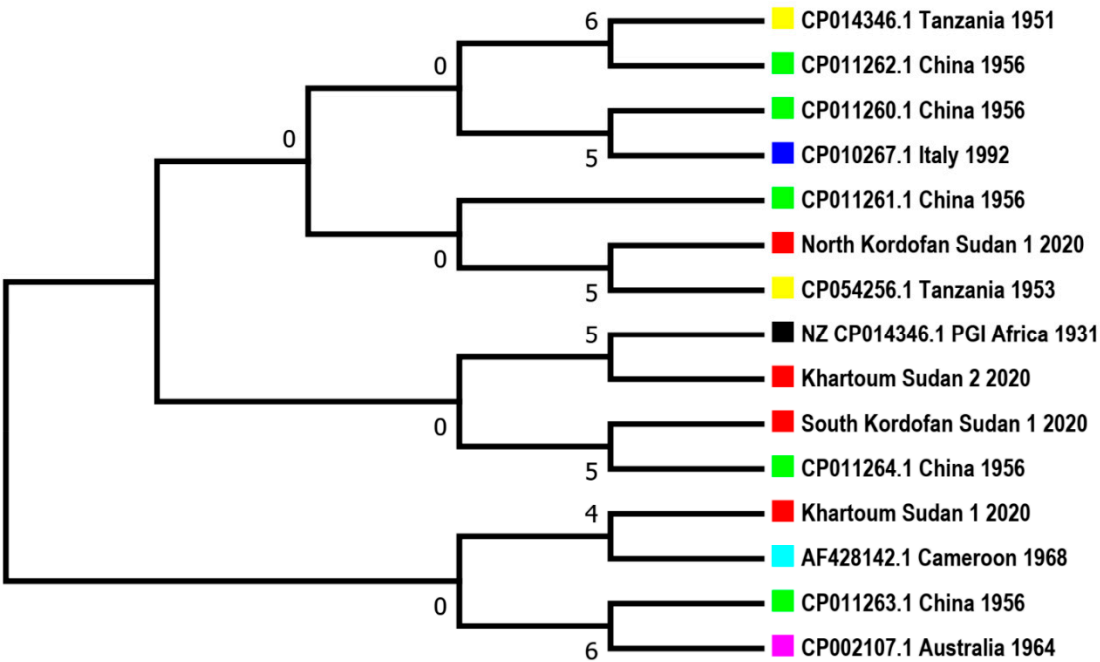 6
CP014346.1 Tanzania 1951
0
CP011262.1 China 1956
CP011260.1 China 1956
0
5
CP010267.1 Italy 1992
CP011261.1 China 1956
0
North Kordofan Sudan 1 2020
5
CP054256.1 Tanzania 1953
5
NZ CP014346.1 PGI Africa 1931
Khartoum Sudan 2 2020
0
South Kordofan Sudan 1 2020
5
CP011264.1 China 1956
4
Khartoum Sudan 1 2020
AF428142.1 Cameroon 1968
0
CP011263.1 China 1956
6
CP002107.1 Australia 1964